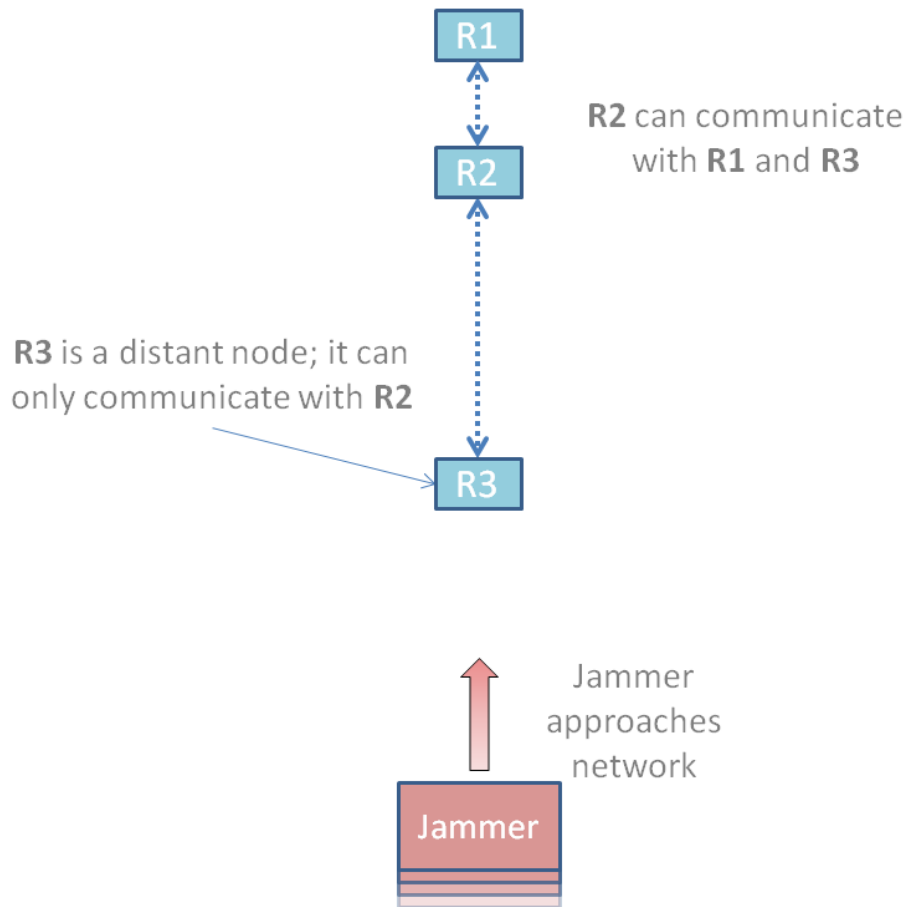 R1
R2 can communicate
with R1 and R3
R2
R3 is a distant node; it can
only communicate with R2
R3
Jammer
approaches
network
Jammer